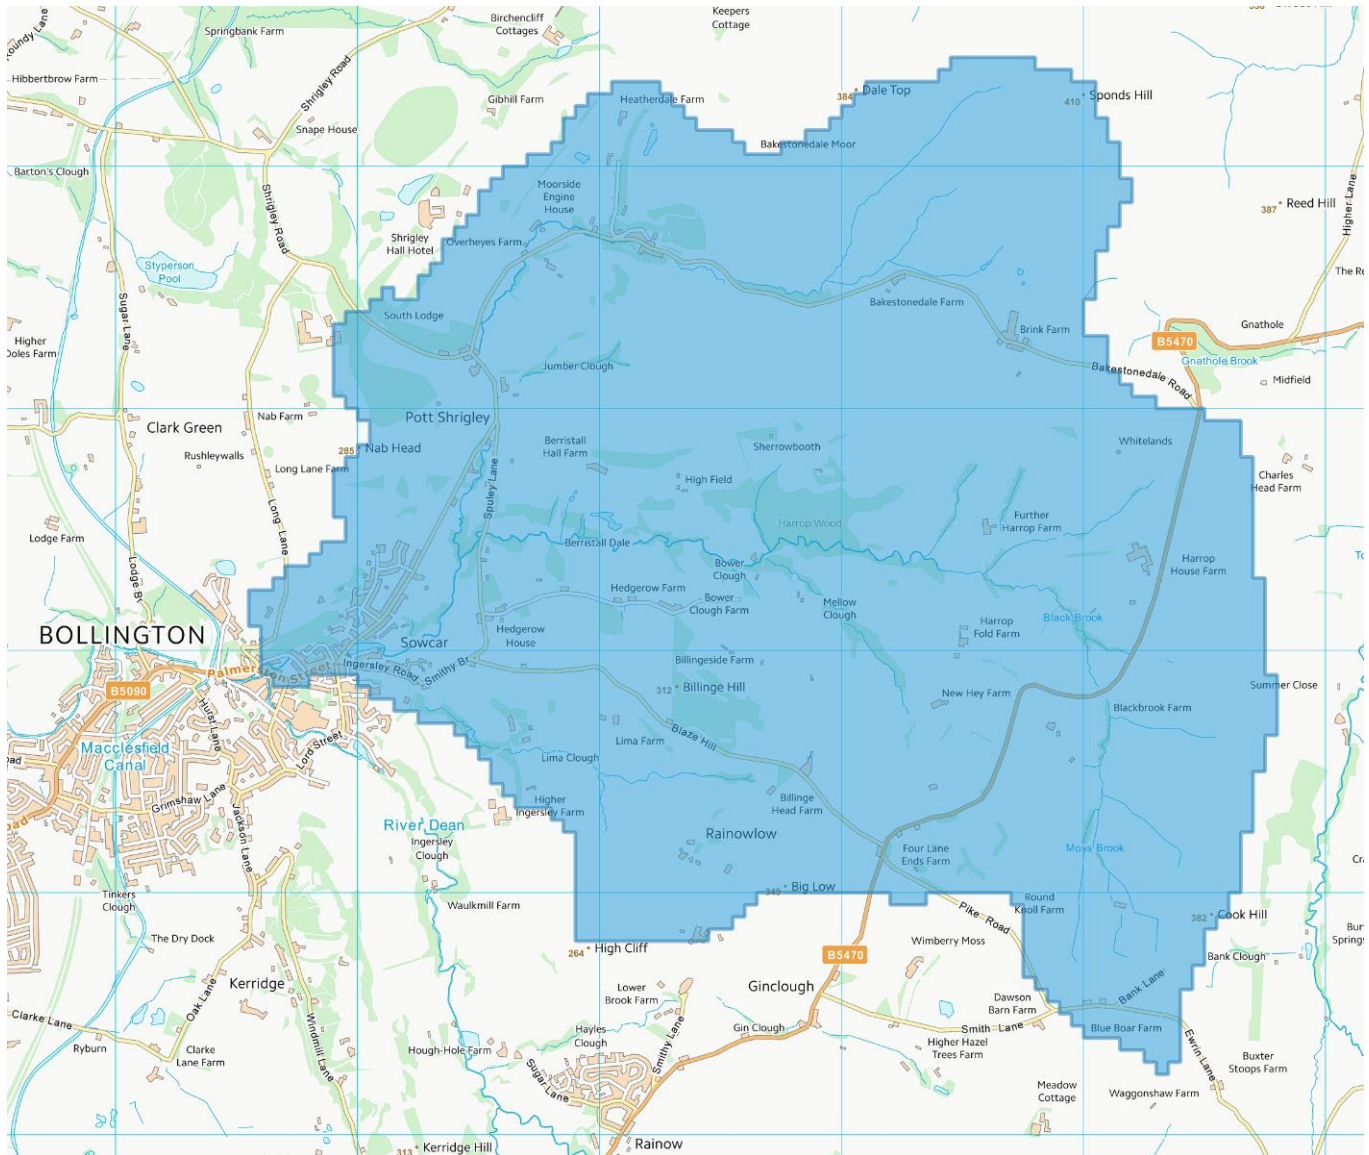 Keepers
Cottage
Birchencliff
Cottages
Springbank Farm
Roundy Lane
Hibbertbrow Farm
Shrigley Road
Gibhill Farm
Heatherdale Farm
384
Dale Top
410
Sponds Hill
Snape House
Bakestonedale Moor
Barton's Clough
Shrigley Road
Moorside
Engine
House
387
Reed Hill
Higher Lane
Shrigley
Hall Hotel
Overheyes Farm
Styperson
Pool
Sugar Lane
South Lodge
Bakestonedale Farm
Brink Farm
Gnathole
B5470
Gnathole Brook
Higher
Doles Farm
Jumber Clough
Bakestonedale Road
Midfield
Nab Farm
Pott Shrigley
Clark Green
Rushleywalls
285
Nab Head
Long Lane Farm
Berristall
Hall Farm
Sherrowbooth
Whitelands
Charles
Head Farm
High Field
Spuley Lane
Long Lane
Harrop Wood
Further
Harrop Farm
Lodge Farm
Berristall Dale
Bower
Clough
Harrop
House Farm
Lodge Br
Hedgerow Farm
Bower
Clough Farm
Mellow
Clough
Black Brook
Harrop
Fold Farm
BOLLINGTON
Sowcar
Hedgerow
House
Ingersley Road
Smithy Br
Billingeside Farm
Palmerston Street
B5090
312
Billinge Hill
New Hey Farm
Summer Close
Hurst Lane
Blackbrook Farm
Macclesfield
Canal
Lord Street
Lima Farm
Blaze Hill
Lima Clough
Grimshaw Lane
Jackson Lane
Higher
Ingersley Farm
Billinge
Head Farm
River Dean
Ingersley
Clough
Rainowlow
Four Lane
Ends Farm
Moss Brook
Tinkers
Clough
349
Big Low
Waulkmill Farm
Round
Knoll Farm
Pike Road
382
Cook Hill
The Dry Dock
264
High Cliff
B5470
Wimberry Moss
Bank Clough
Kerridge
Oak Lane
Lower
Brook Farm
Ginclough
Bank Lane
Dawson
Barn Farm
Clarke Lane
Windmill Lane
Hayles
Clough
Gin Clough
Smith Lane
Blue Boar Farm
Ryburn
Clarke
Lane Farm
Hough-Hole Farm
Smithy Lane
Higher Hazel
Trees Farm
Ewrin Lane
Buxter
Stoops Farm
Sugar Lane
Meadow
Cottage
Waggonshaw Farm
313
Kerridge Hill
Rainow